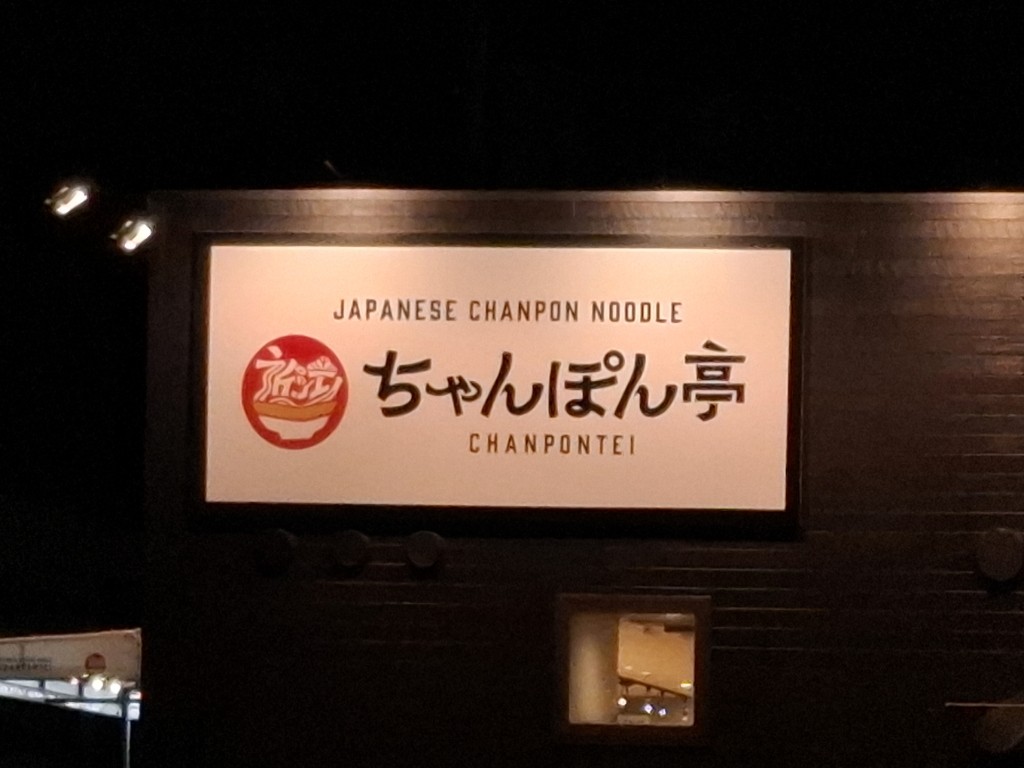 JAPANESE CHANPON NOODLE
ちゃんぽん亭
CHANPONTEI